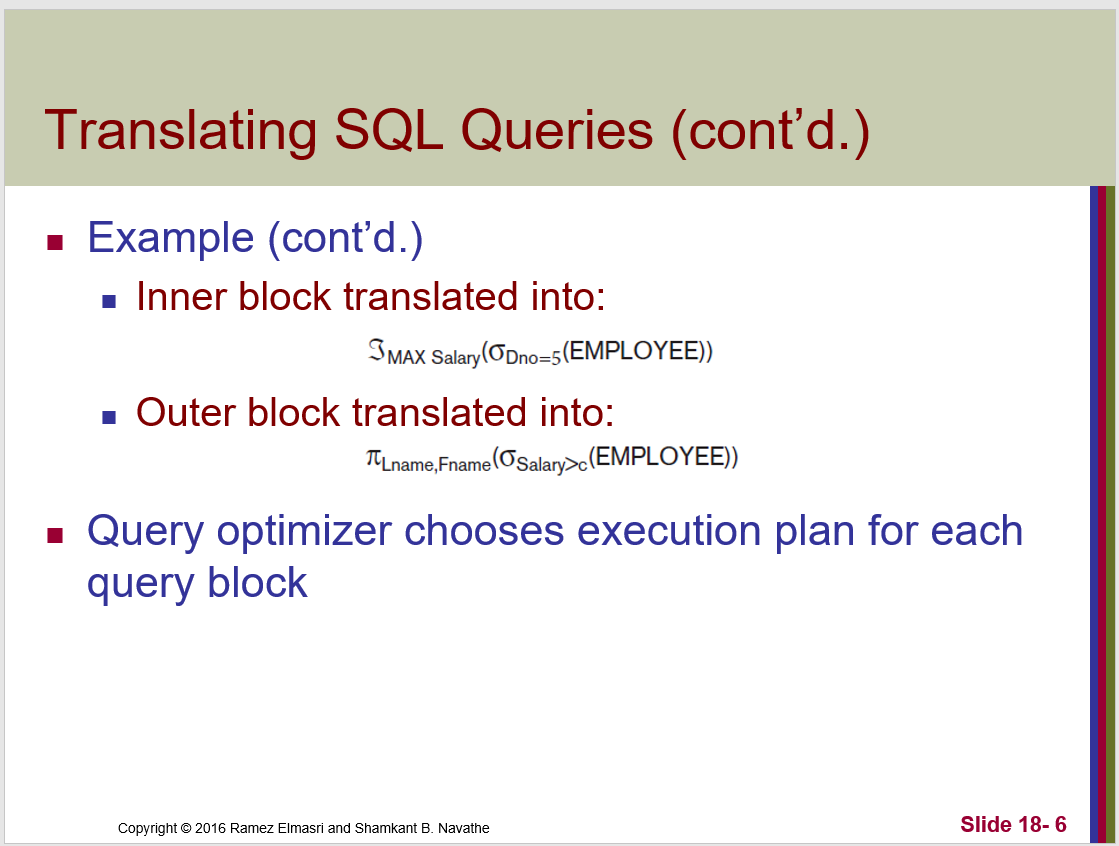 Translating SQL Queries (cont’d.)
Example (cont’d.)
Inner block translated into:
ℑMAX Salary(σDno=5(EMPLOYEE))
Outer block translated into:
πLname,Fname(σSalary>c(EMPLOYEE))
Query optimizer chooses execution plan for each
query block
Copyright © 2016 Ramez Elmasri and Shamkant B. Navathe
Slide 18- 6